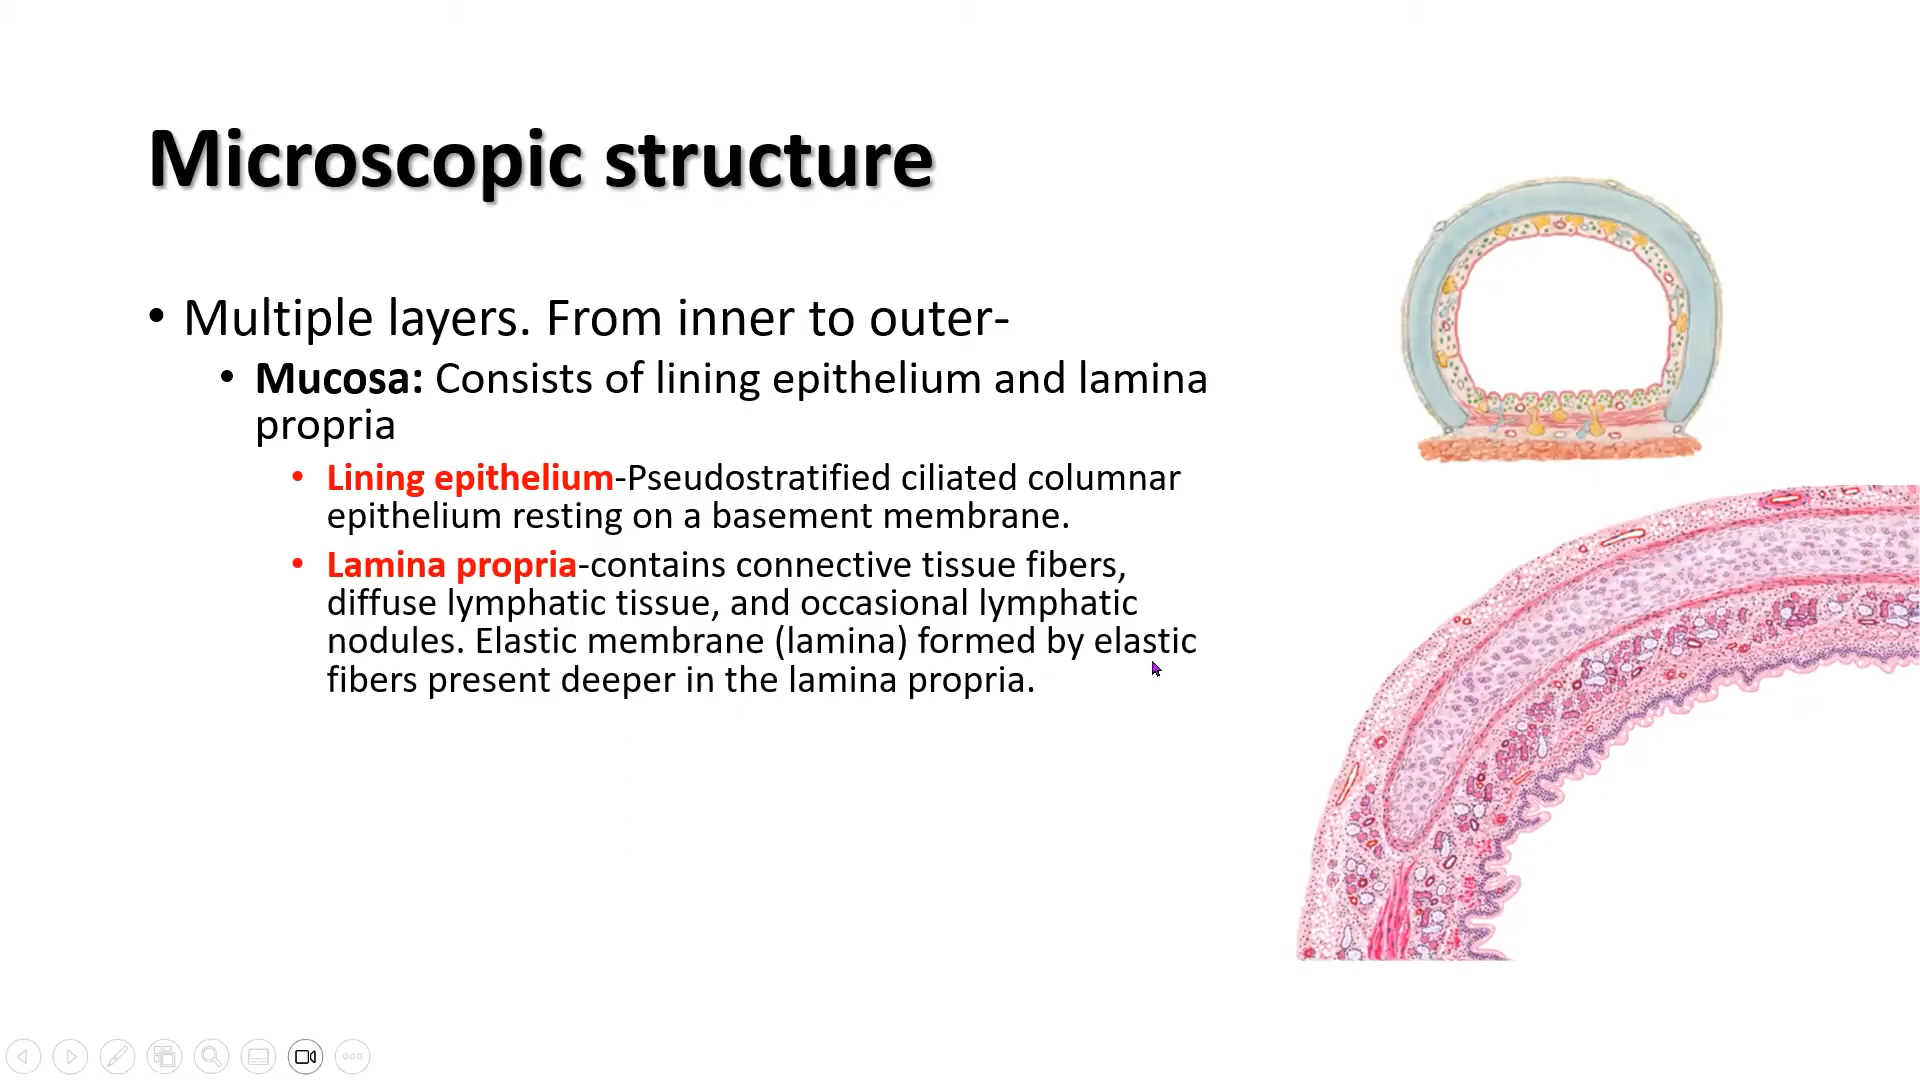 Microscopic structure
• Multiple layers. From inner to outer-
• Mucosa: Consists of lining epithelium and lamina
propria
• Lining epithelium-Pseudostratified ciliated columnar
epithelium resting on a basement membrane.
• Lamina propria-contains connective tissue fibers,
diffuse lymphatic tissue, and occasional lymphatic
nodules. Elastic membrane (lamina) formed by elastic
fibers present deeper in the lamina propria.